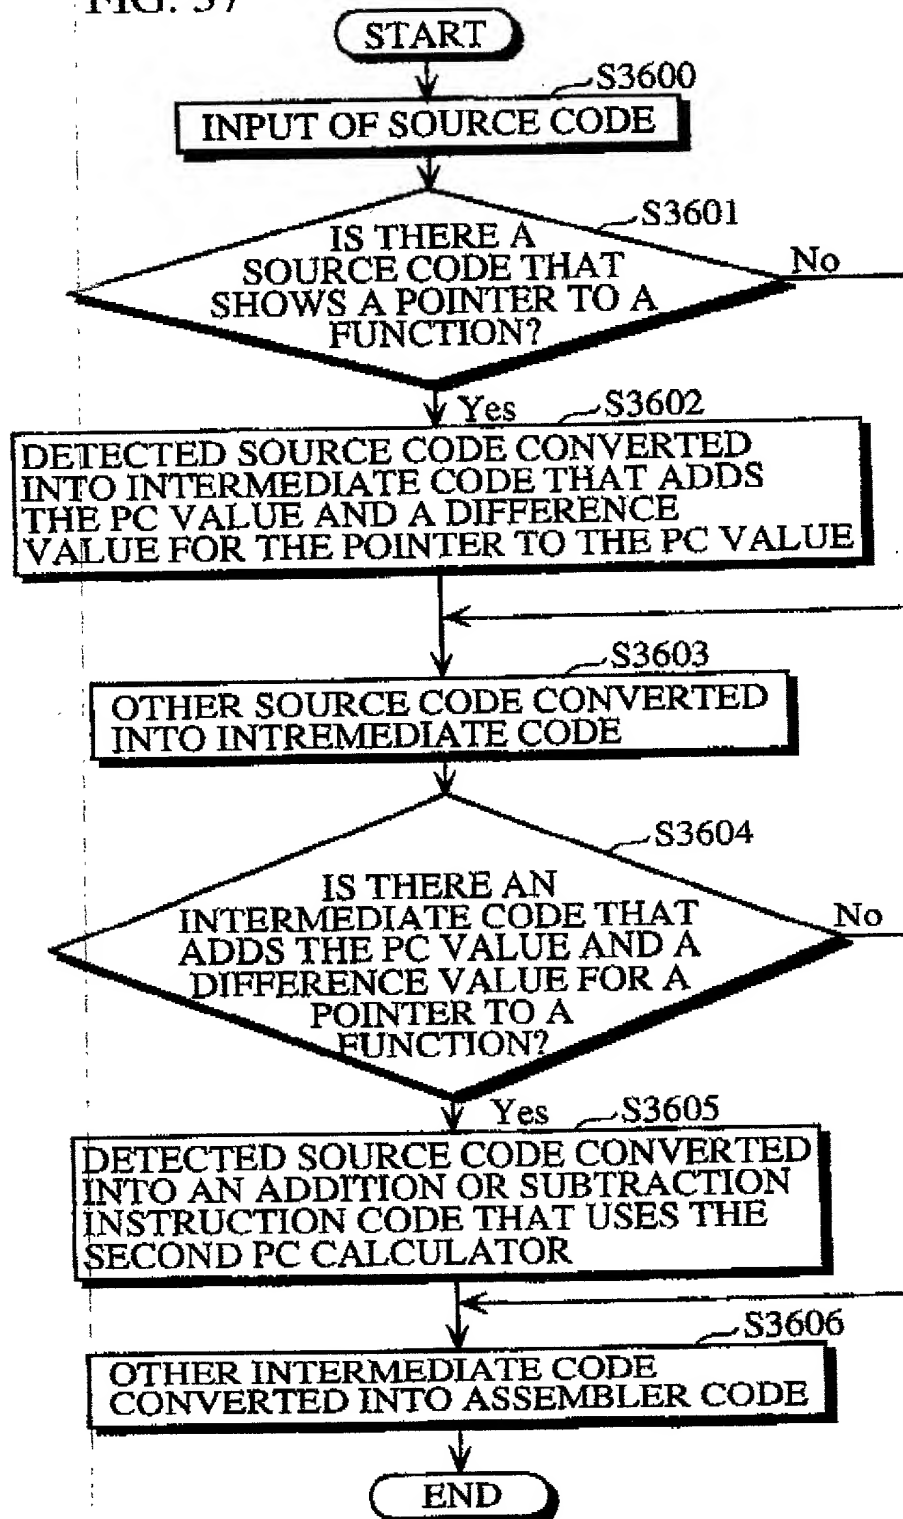 FIG. 37
START
S3600
INPUT OF SOURCE CODE
S3601
IS THERE A
SOURCE CODE THAT
SHOWS A POINTER TO A
FUNCTION?
No
Yes
S3602
DETECTED SOURCE CODE CONVERTED
INTO INTERMEDIATE CODE THAT ADDS
THE PC VALUE AND A DIFFERENCE
VALUE FOR THE POINTER TO THE PC VALUE
S3603
OTHER SOURCE CODE CONVERTED
INTO INTREMEDIATE CODE
S3604
IS THERE AN
INTERMEDIATE CODE THAT
ADDS THE PC VALUE AND A
DIFFERENCE VALUE FOR A
POINTER TO A
FUNCTION?
No
Yes
S3605
DETECTED SOURCE CODE CONVERTED
INTO AN ADDITION OR SUBTRACTION
INSTRUCTION CODE THAT USES THE
SECOND PC CALCULATOR
S3606
OTHER INTERMEDIATE CODE
CONVERTED INTO ASSEMBLER CODE
END